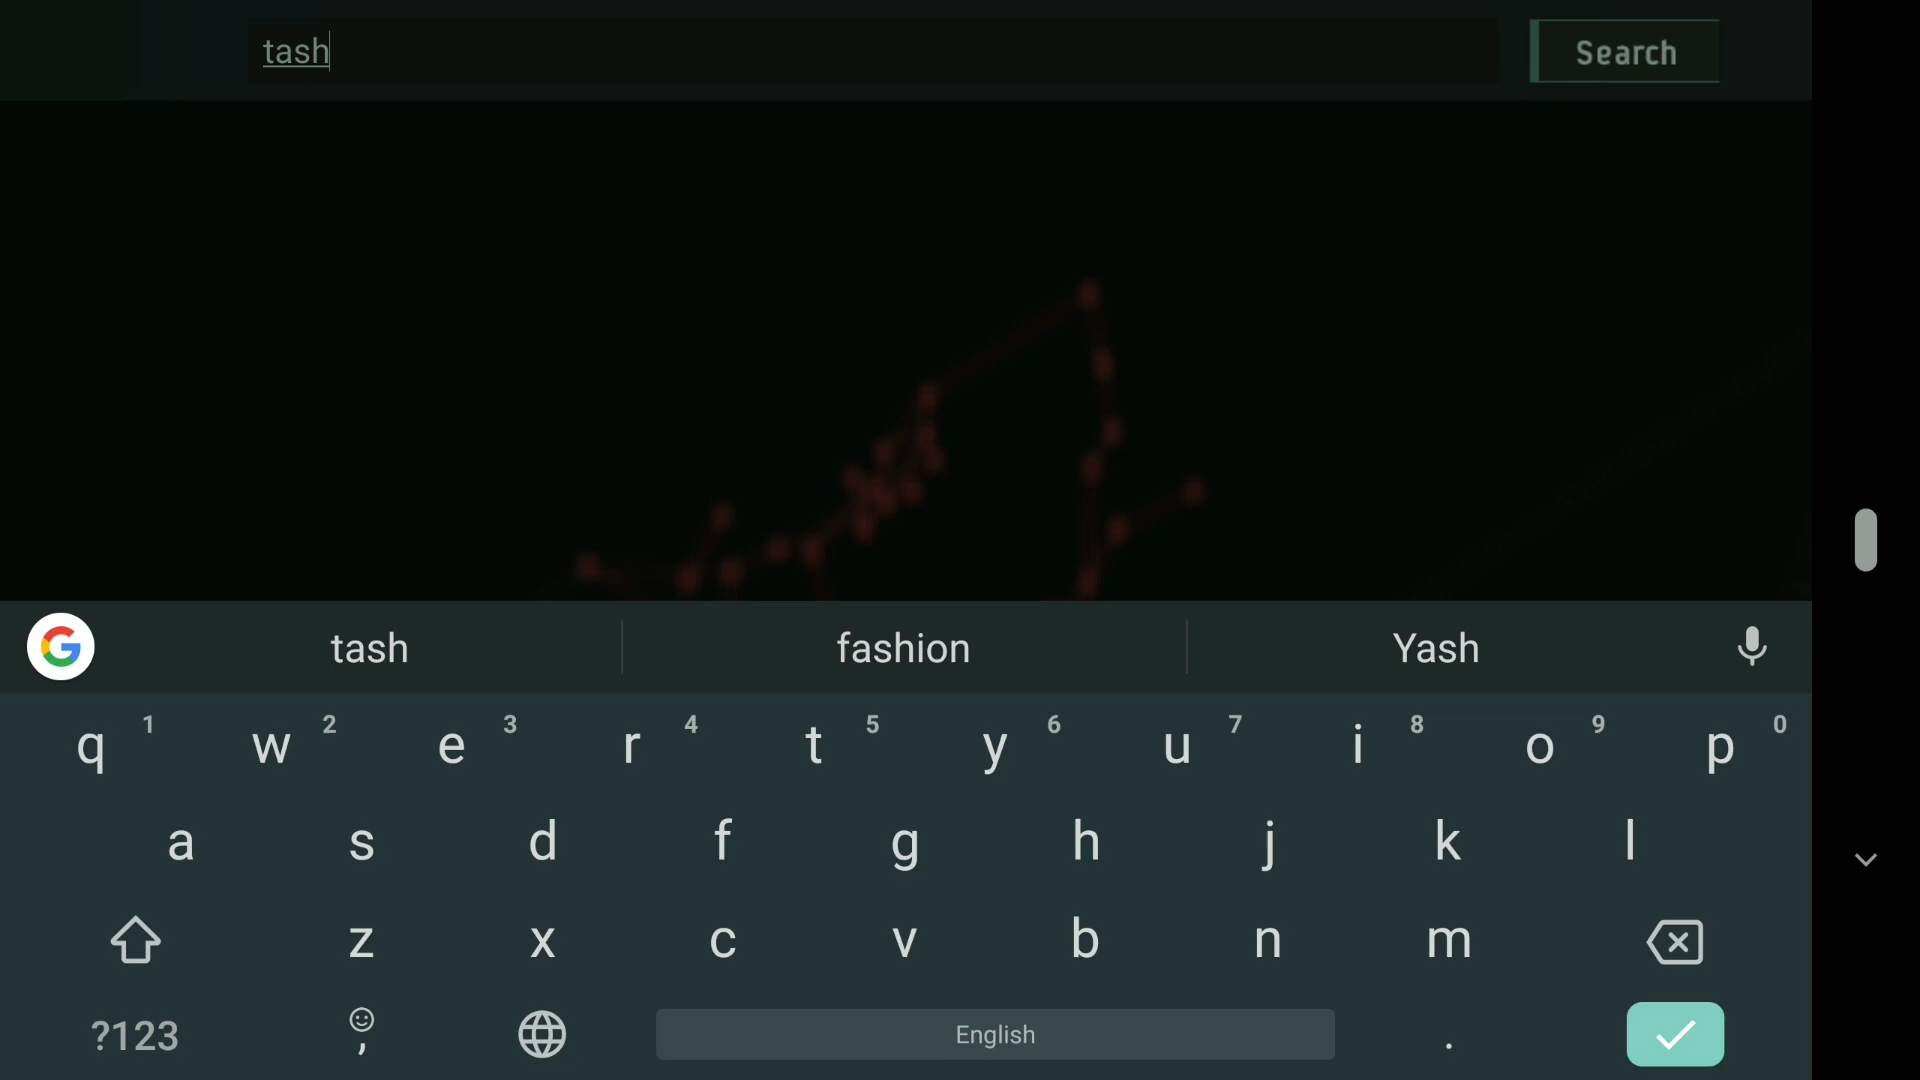 tash
Search
tash fashion Yash
q 1 w 2 e 3 r 4 t 5 y 6 u 7 i 8 o 9 p 0
a s d f g h j k l
z x c v b n m
?123 , English .